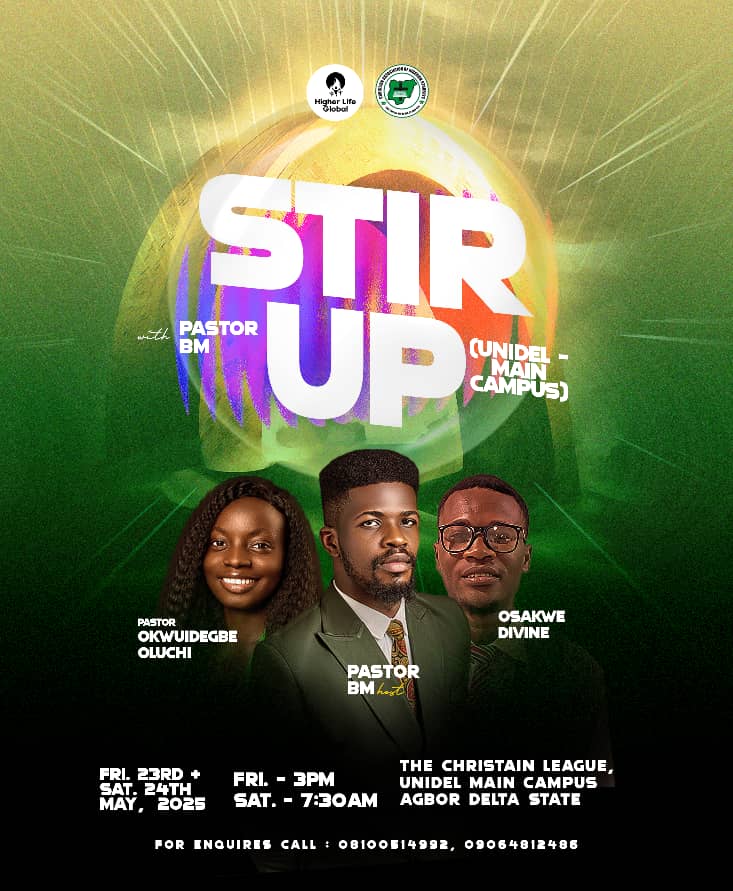 Higher Life
Global
STIR
UP
with PASTOR
BM
(UNIDEL -
MAIN
CAMPUS)
PASTOR
OKWUIDEGBE
OLUCHI
PASTOR
BM host
OSAKWE
DIVINE
FRI. 23RD +
SAT. 24TH
MAY, 2025
FRI. - 3PM
SAT. - 7:30AM
THE CHRISTAIN LEAGUE,
UNIDEL MAIN CAMPUS
AGBOR DELTA STATE
FOR ENQUIRES CALL : 08100514992, 09064812486